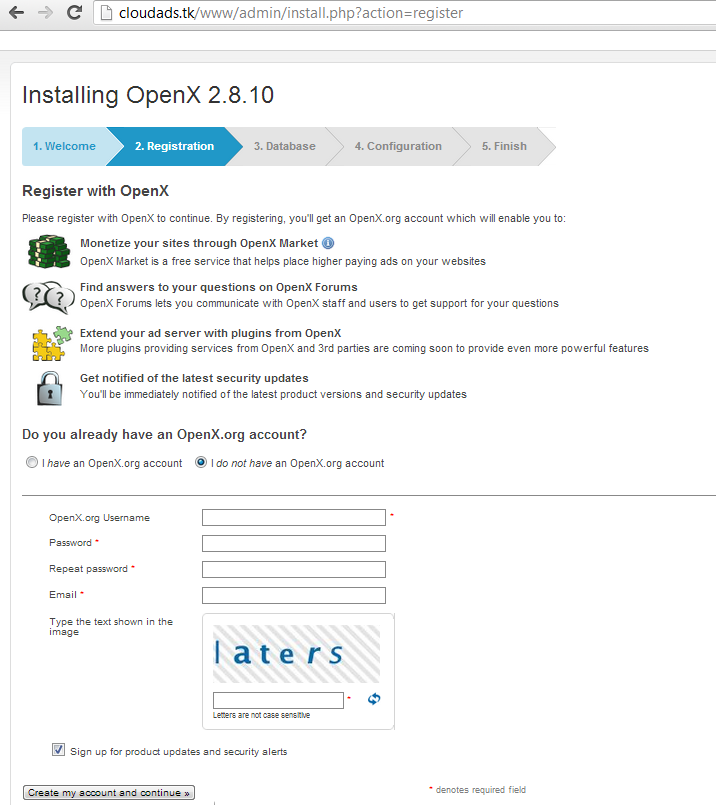 cloudads.tk/www/admin/install.php?action=register
Installing OpenX 2.8.10
1. Welcome 2. Registration 3. Database 4. Configuration 5. Finish
Register with OpenX
Please register with OpenX to continue. By registering, you'll get an OpenX.org account which will enable you to:
Monetize your sites through OpenX Market
OpenX Market is a free service that helps place higher paying ads on your websites
Find answers to your questions on OpenX Forums
OpenX Forums lets you communicate with OpenX staff and users to get support for your questions
Extend your ad server with plugins from OpenX
More plugins providing services from OpenX and 3rd parties are coming soon to provide even more powerful features
Get notified of the latest security updates
You'll be immediately notified of the latest product versions and security updates
Do you already have an OpenX.org account?
I have an OpenX.org account I do not have an OpenX.org account
OpenX.org Username *
Password *
Repeat password *
Email *
Type the text shown in the
image
laters
*
Letters are not case sensitive
Sign up for product updates and security alerts
Create my account and continue » * denotes required field